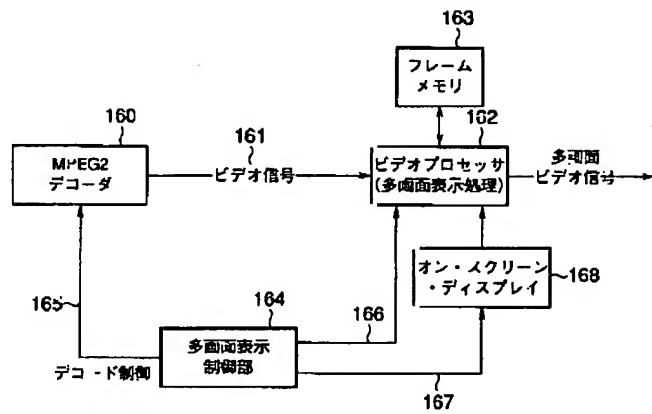 163
フレーム
メモリ
160
161
162
MPEG2
デコーダ
ビデオ信号
ビデオプロセッサ
(多画面表示処理)
多画面
ビデオ信号
オン・スクリーン
・ディスプレイ
168
165
164
166
多画面表示
制御部
デコード制御
167